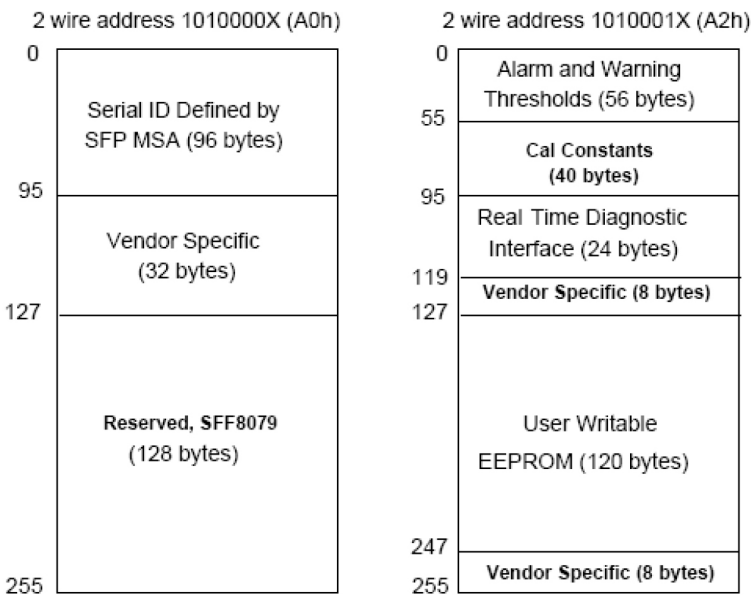 2 wire address 1010000X (A0h)
0
Serial ID Defined by
SFP MSA (96 bytes)
95
Vendor Specific
(32 bytes)
127
Reserved, SFF8079
(128 bytes)
255
2 wire address 1010001X (A2h)
0
Alarm and Warning
Thresholds (56 bytes)
55
Cal Constants
(40 bytes)
95
Real Time Diagnostic
Interface (24 bytes)
119
Vendor Specific (8 bytes)
127
User Writable
EEPROM (120 bytes)
247
Vendor Specific (8 bytes)
255